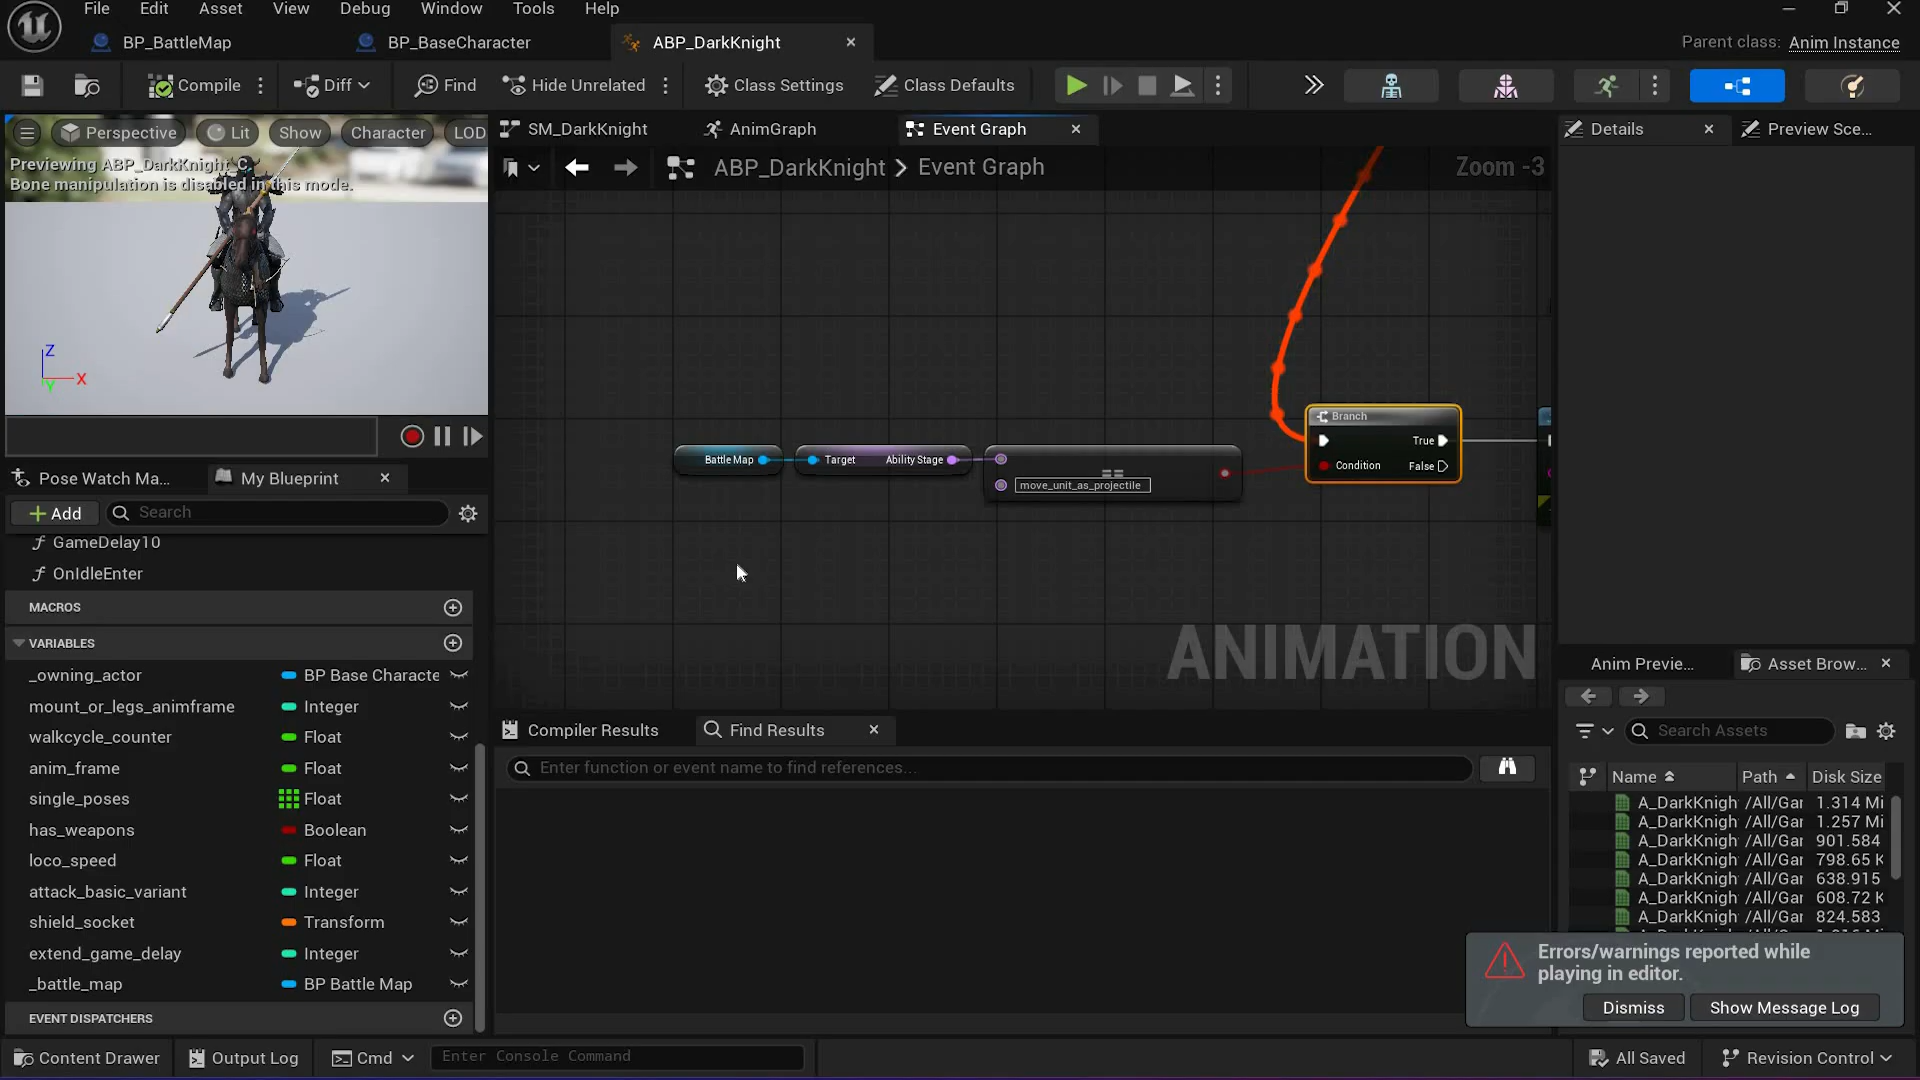 File Edit Asset View Debug Window Tools Help
BP_BattleMap BP_BaseCharacter ABP_DarkKnight Parent class: Anim Instance
Compile Diff Find Hide Unrelated Class Settings Class Defaults
Perspective Lit Show Character LOD
Previewing ABP_DarkKnight_C.
Bone manipulation is disabled in this mode.
Z
X
Y
SM_DarkKnight AnimGraph Event Graph
ABP_DarkKnight > Event Graph Zoom -3
Branch
True
Condition False
Battle Map Target Ability Stage
==
move_unit_as_projectile
ANIMATION
Pose Watch Ma... My Blueprint
Add Search
GameDelay10
OnIdleEnter
MACROS
VARIABLES
_owning_actor BP Base Characte
mount_or_legs_animframe Integer
walkcycle_counter Float
anim_frame Float
single_poses Float
has_weapons Boolean
loco_speed Float
attack_basic_variant Integer
shield_socket Transform
extend_game_delay Integer
_battle_map BP Battle Map
EVENT DISPATCHERS
Compiler Results Find Results
Enter function or event name to find references...
Details Preview Sce...
Anim Previe... Asset Brow...
Search Assets
Name Path Disk Size
A_DarkKnigh /All/Gar 1.314 Mi
A_DarkKnigh /All/Gar 1.257 Mi
A_DarkKnigh /All/Gar 901.584
A_DarkKnigh /All/Gar 798.65 K
A_DarkKnigh /All/Gar 638.915
A_DarkKnigh /All/Gar 608.72 K
A_DarkKnigh /All/Gar 824.583
Errors/warnings reported while
playing in editor.
Dismiss Show Message Log
Content Drawer Output Log Cmd Enter Console Command All Saved Revision Control